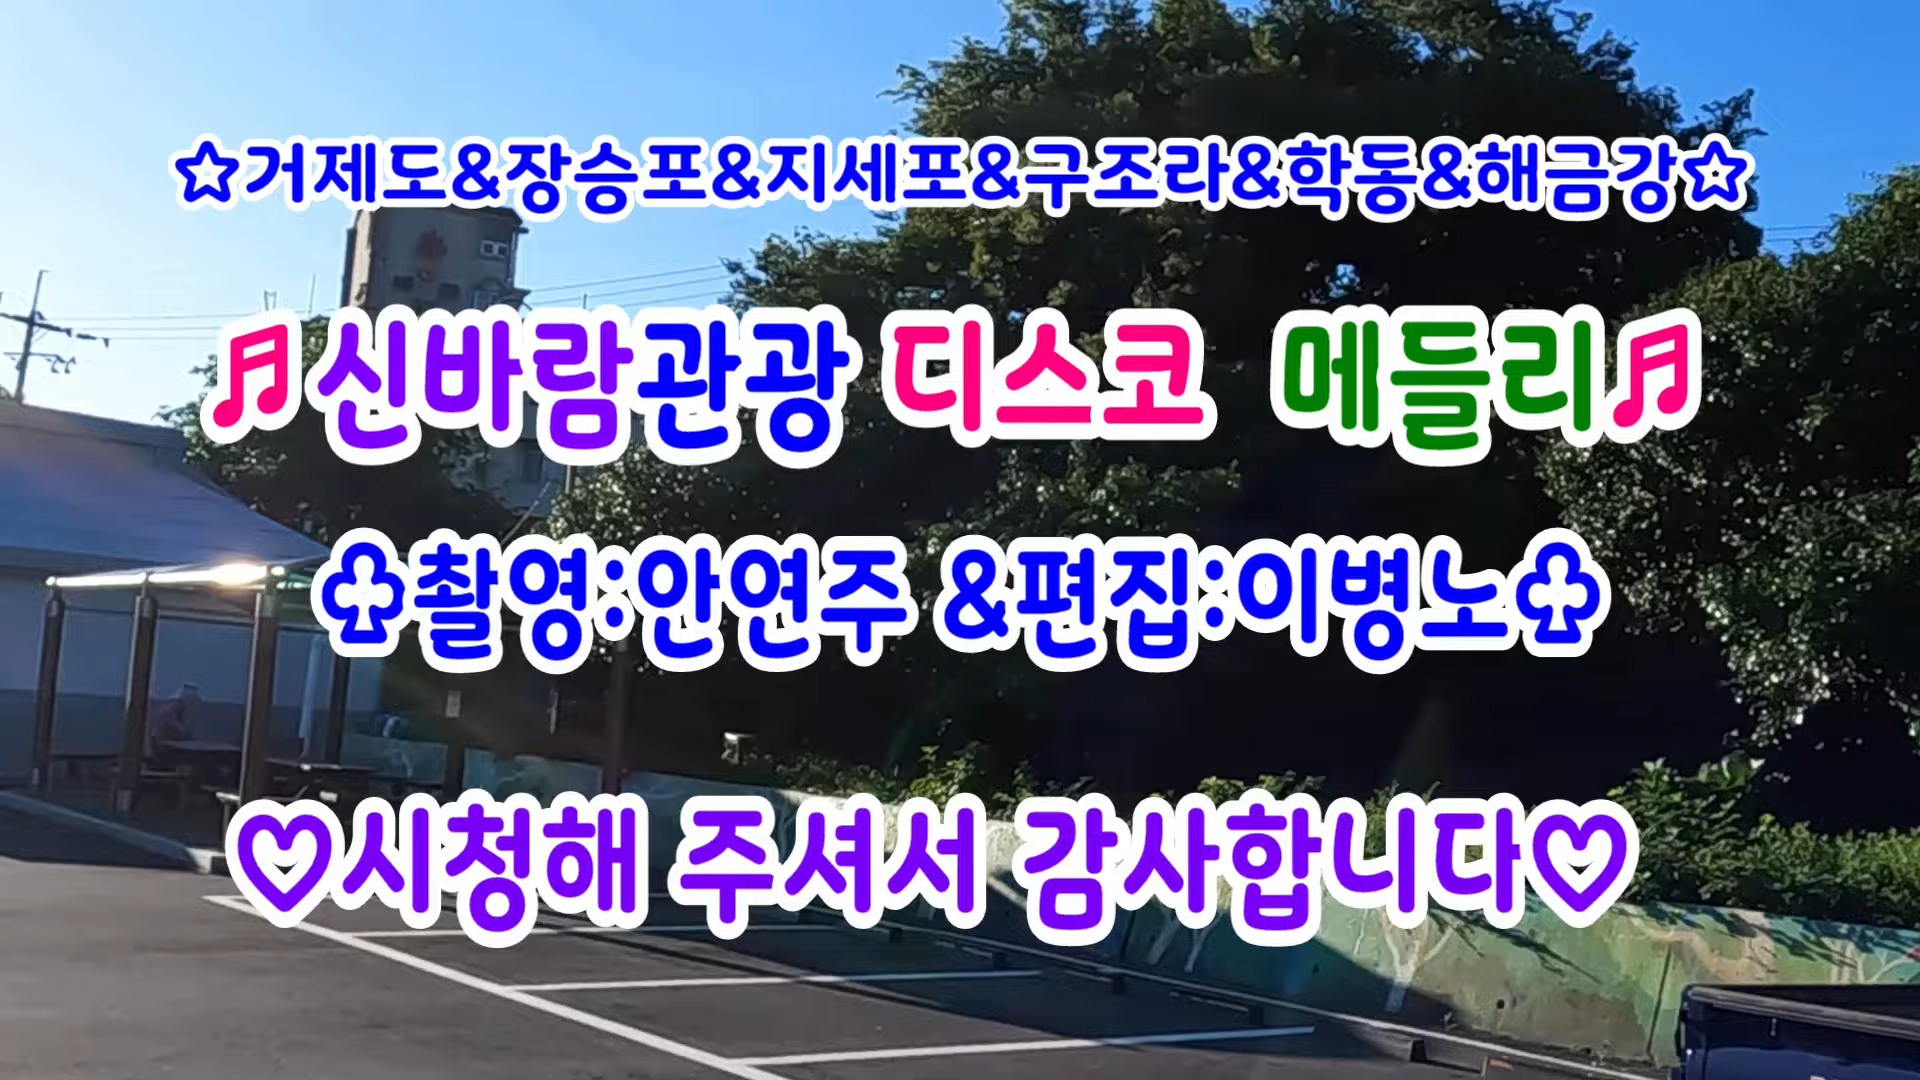 ☆거제도&장승포&지세포&구조라&학동&해금강☆
♬신바람관광 디스코 메들리♬
♧촬영:안연주 &편집:이병노♧
♡시청해 주셔서 감사합니다♡